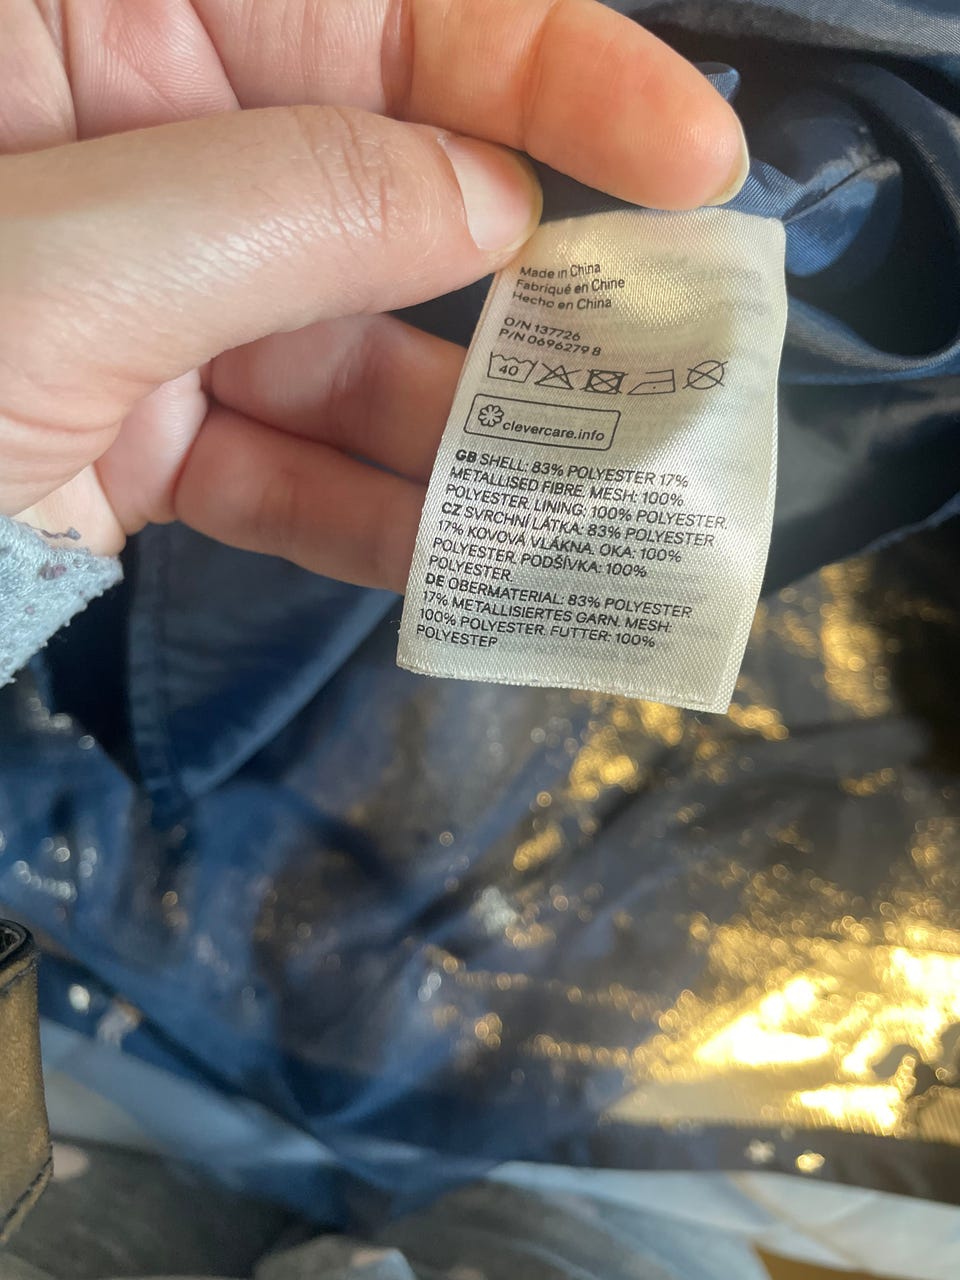 Made in China
Fabriqué en Chine
Hecho en China
O/N 137726
P/N 0696279 8
40
clevercare.info
GB SHELL: 83% POLYESTER 17%
METALLISED FIBRE. MESH: 100%
POLYESTER. LINING: 100% POLYESTER.
CZ SVRCHNÍ LÁTKA: 83% POLYESTER
17% KOVOVÁ VLÁKNA. OKA: 100%
POLYESTER. PODŠÍVKA: 100%
POLYESTER.
DE OBERMATERIAL: 83% POLYESTER
17% METALLISIERTES GARN. MESH:
100% POLYESTER. FUTTER: 100%
POLYESTER